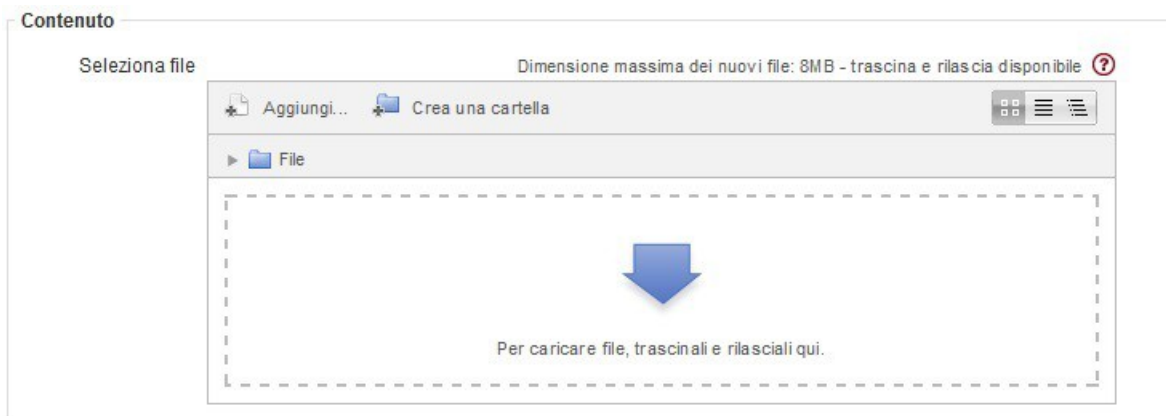 Contenuto
Seleziona file
Dimensione massima dei nuovi file: 8MB - trascina e rilascia disponibile ?
Aggiungi... Crea una cartella
File
Per caricare file, trascinali e rilasciali qui.